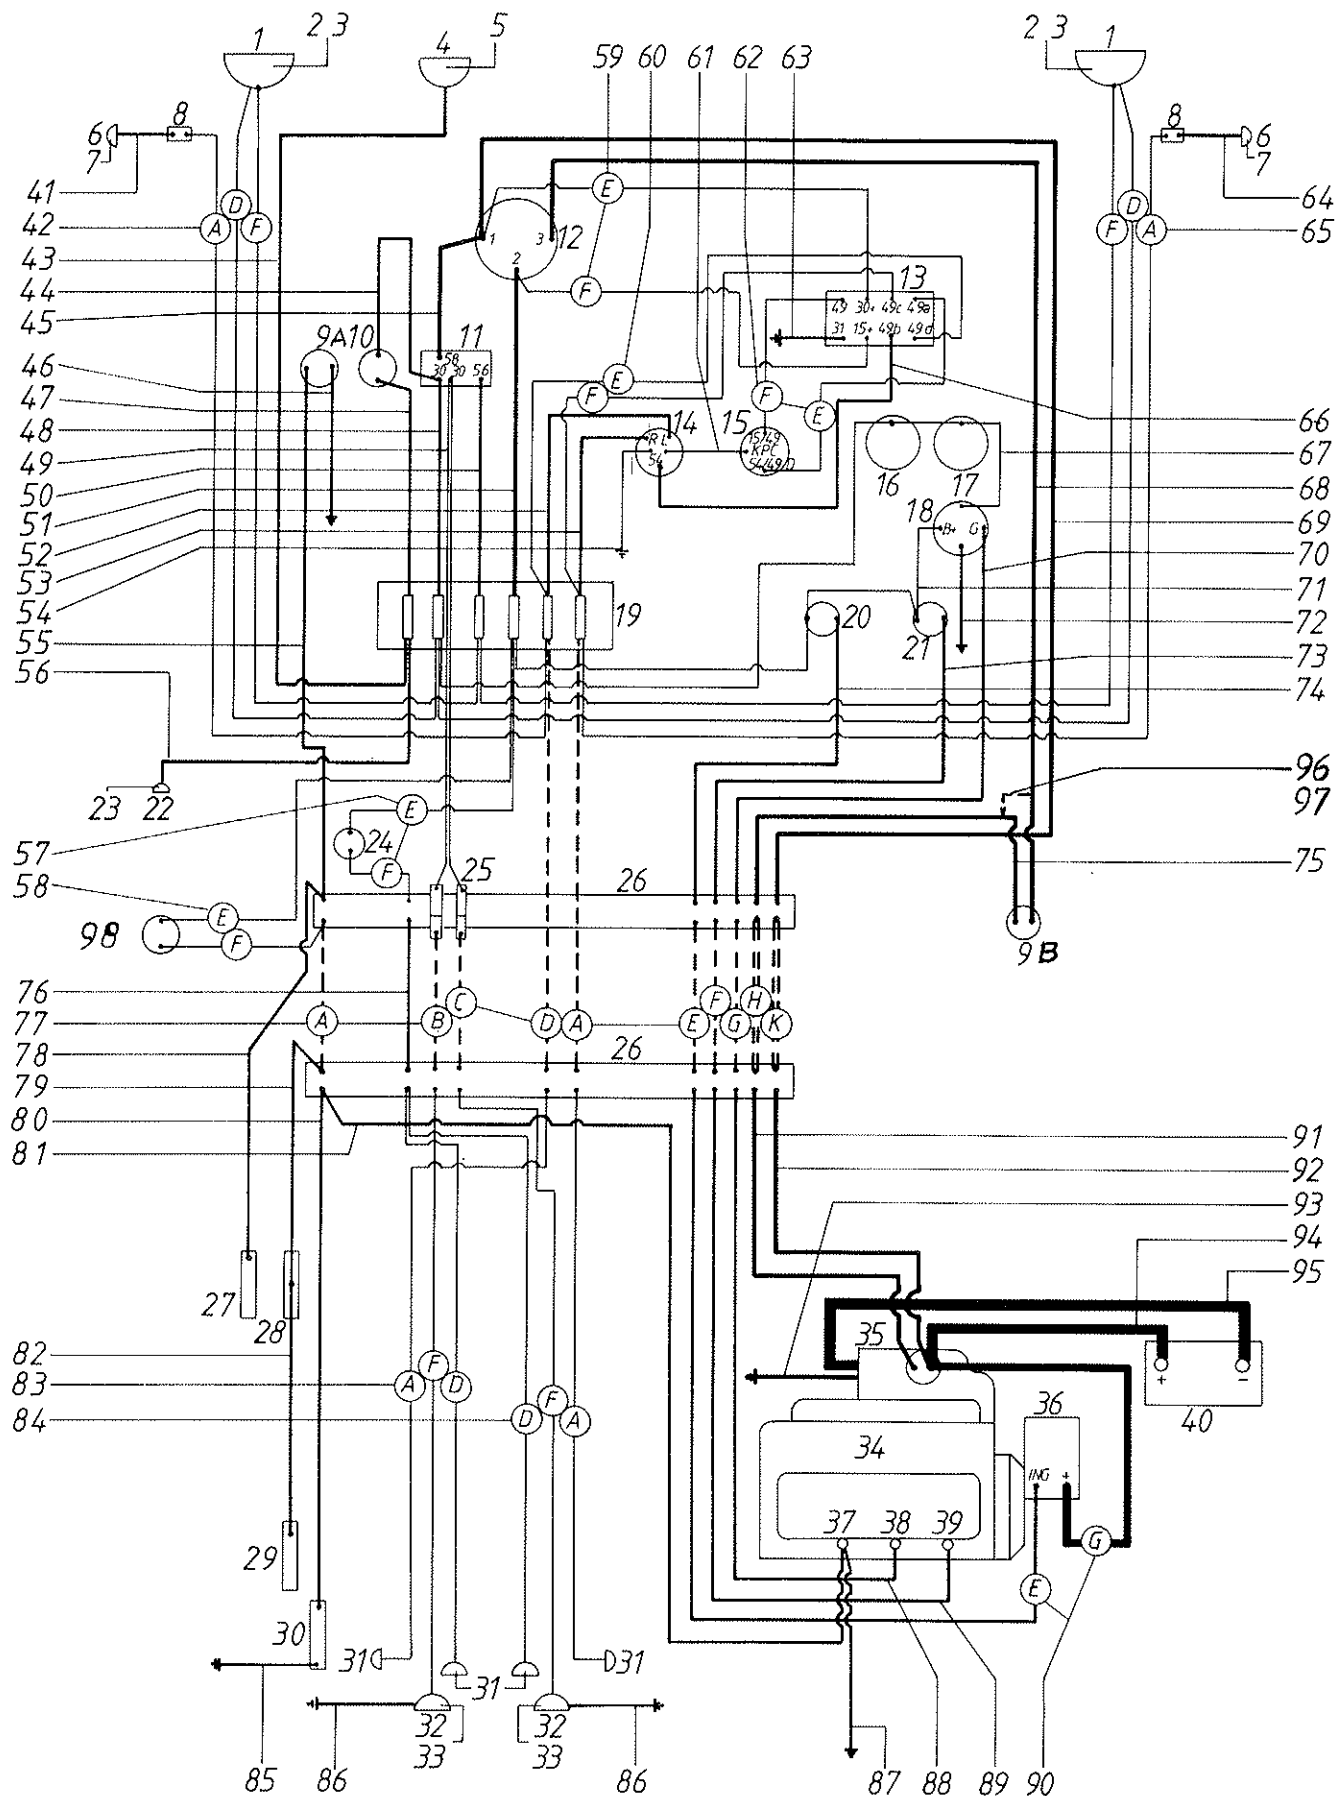 1 2 3 4 5 59 60 61 62 63 2 3 1
6 8 8 6
7 7
41 E 64
42 A D F 1 3 12 F D A 65
43 2
44 F 13
45 49 30+ 49c 49a
9A 10 11 31 15+ 49b 49d
46 58
47 30 30 56 E F F E
48 14 15 66
49 R L 15/49 67
50 54 KPC 16 17 68
51 54/49/D 18 69
52 B+ G 70
53 71
54 19 20 21 72
55 73
56 74
23 22 96
57 E 97
58 24 F 25 26 75
98 E F 9B
76 C F H
77 A B D A E G K
78 26
79
80 91
81 92
93
94
27 28 95
82 F 35 + -
83 A D F 40
84 D A 36
34
ING +
29 37 38 39 G
E
30 31 31 31
32 32
33 33
85 86 86 87 88 89 90